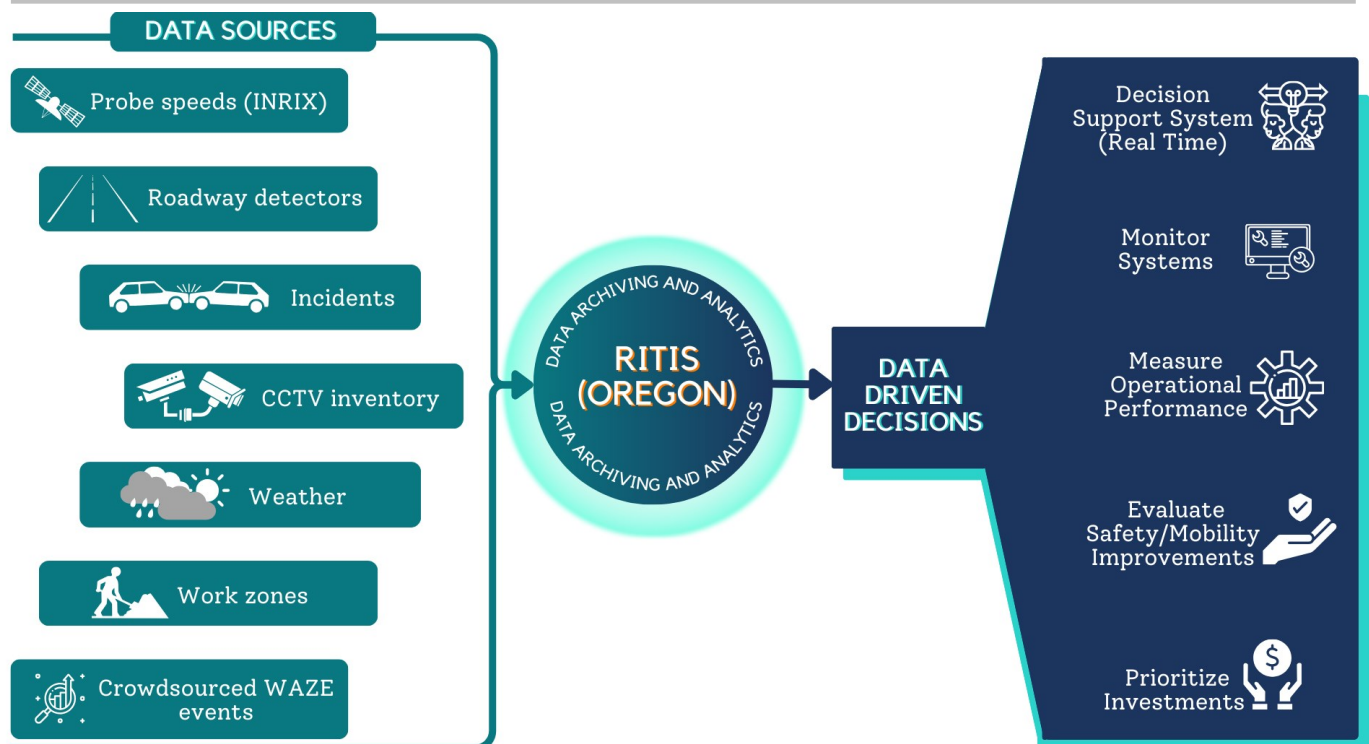 DATA SOURCES
Probe speeds (INRIX)
Roadway detectors
Incidents
CCTV inventory
Weather
Work zones
Crowdsourced WAZE
events
DATA ARCHIVING AND ANALYTICS
RITIS
(OREGON)
DATA ARCHIVING AND ANALYTICS
DATA
DRIVEN
DECISIONS
Decision
Support System
(Real Time)
Monitor
Systems
Measure
Operational
Performance
Evaluate
Safety/Mobility
Improvements
$
Prioritize
Investments